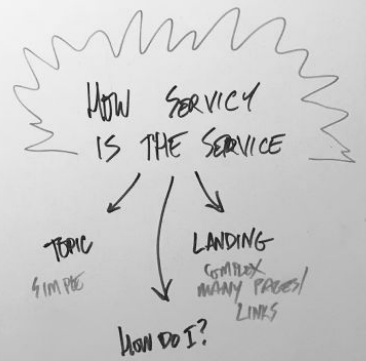 HOW SERVICY
IS THE SERVICE
TOPIC
SIMPLE
LANDING
COMPLEX
MANY PAGES/
LINKS
HOW DO I?